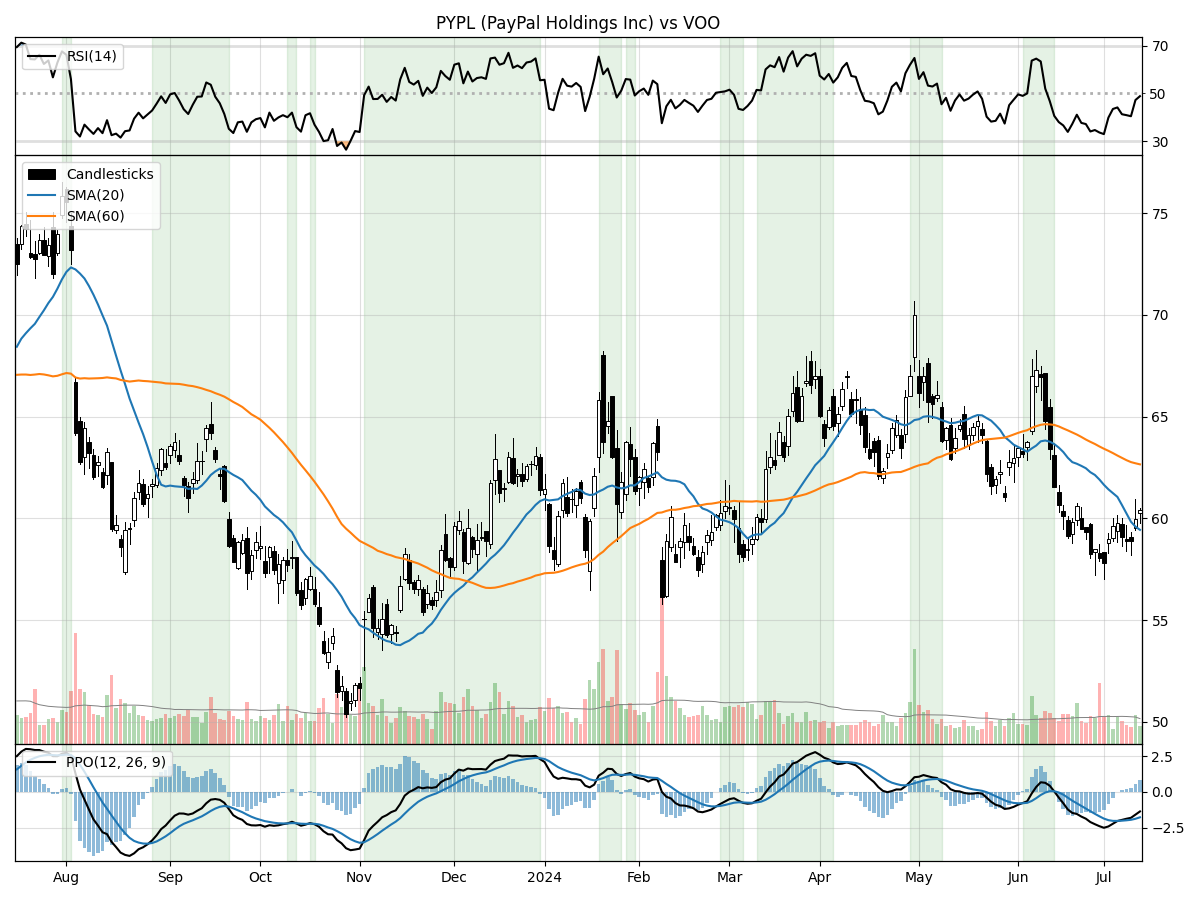 PYPL (PayPal Holdings Inc) vs VOO
RSI(14)
70
50
30
Candlesticks
SMA(20)
SMA(60)
75
70
65
60
55
50
PPO(12, 26, 9)
2.5
0.0
−2.5
Aug Sep Oct Nov Dec 2024 Feb Mar Apr May Jun Jul